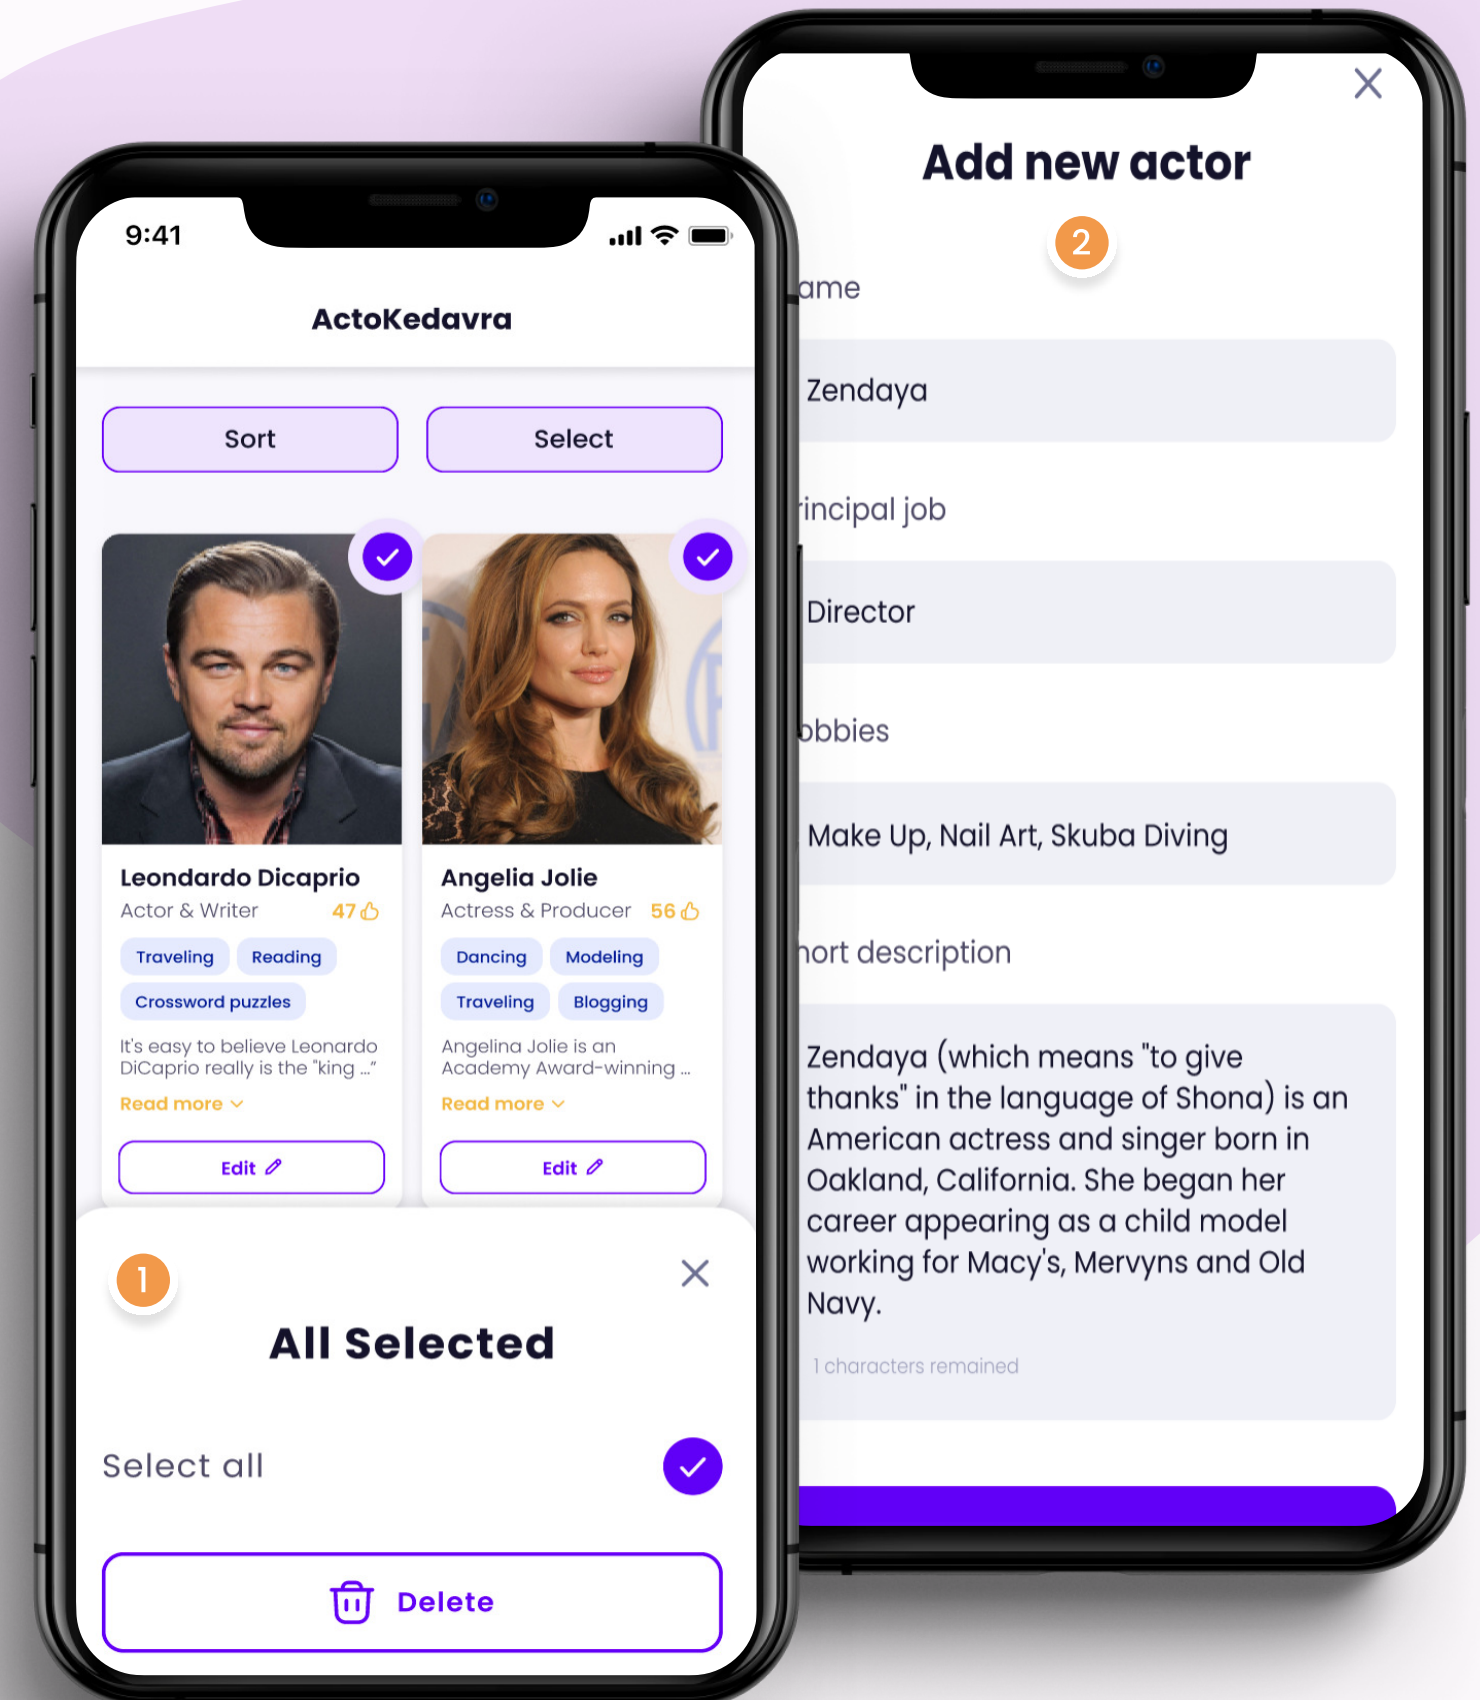 9:41
ActoKedavra
Sort
Select
Leondardo Dicaprio
Actor & Writer 47
Traveling Reading
Crossword puzzles
It's easy to believe Leonardo
DiCaprio really is the "king ..."
Read more
Edit
Angelia Jolie
Actress & Producer 56
Dancing Modeling
Traveling Blogging
Angelina Jolie is an
Academy Award-winning ...
Read more
Edit
1
All Selected
Select all
Delete
Add new actor
2
ame
Zendaya
rincipal job
Director
obbies
Make Up, Nail Art, Skuba Diving
hort description
Zendaya (which means "to give
thanks" in the language of Shona) is an
American actress and singer born in
Oakland, California. She began her
career appearing as a child model
working for Macy's, Mervyns and Old
Navy.
1 characters remained